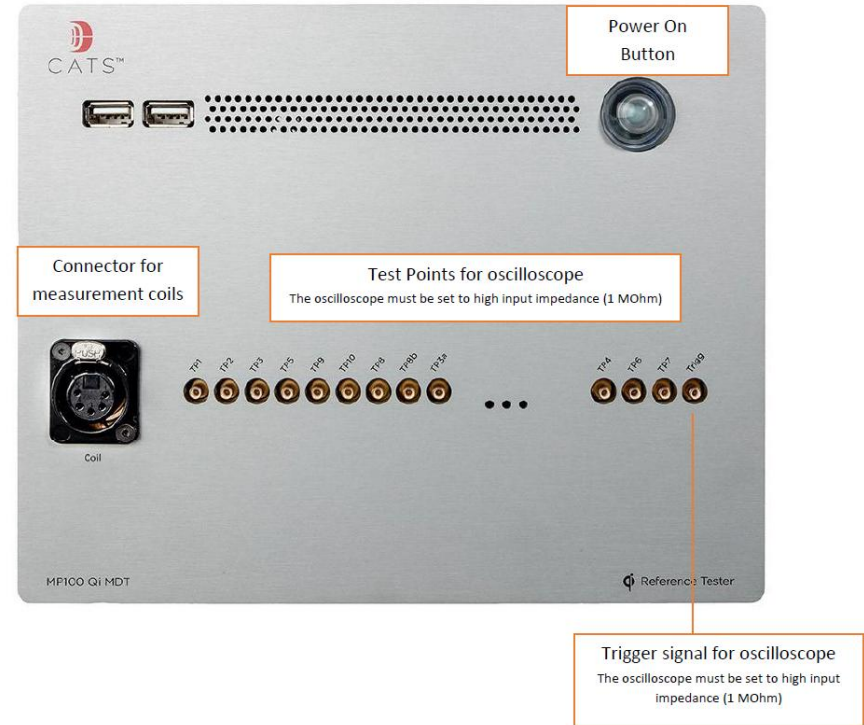 CATS™
Power On
Button
Connector for
measurement coils
Test Points for oscilloscope
The oscilloscope must be set to high input impedance (1 MOhm)
PUSH
TP1
TP2
TP3
TP5
TP9
TP10
TP8
TP8b
TP3a
TP4
TP6
TP7
Trigg
Coil
MP100 Qi MDT
Qi Reference Tester
Trigger signal for oscilloscope
The oscilloscope must be set to high input
impedance (1 MOhm)